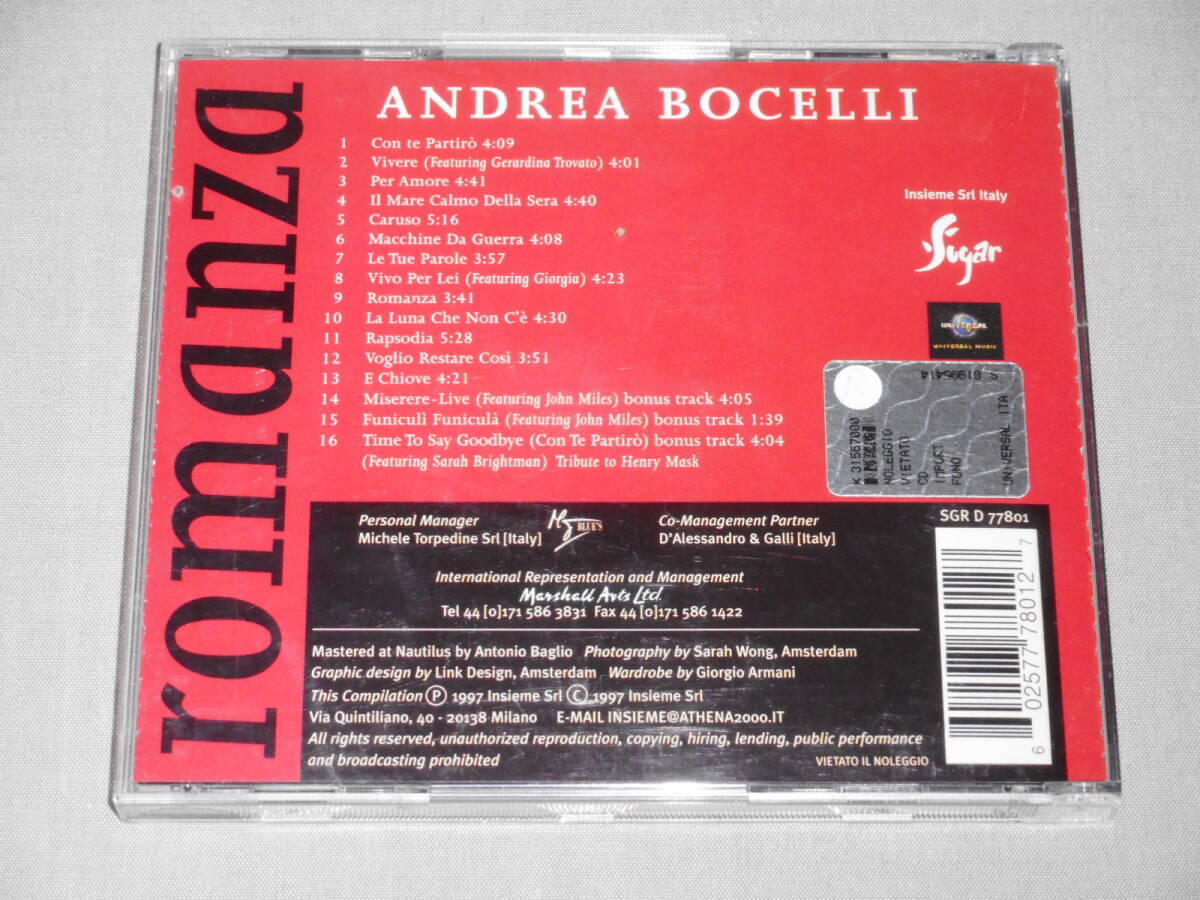 romanza
ANDREA BOCELLI
1 Con te Partirò 4:09
2 Vivere (Featuring Gerardina Trovato) 4:01
3 Per Amore 4:41
4 Il Mare Calmo Della Sera 4:40
5 Caruso 5:16
6 Macchine Da Guerra 4:08
7 Le Tue Parole 3:57
8 Vivo Per Lei (Featuring Giorgia) 4:23
9 Romanza 3:41
10 La Luna Che Non C'è 4:30
11 Rapsodia 5:28
12 Voglio Restare Così 3:51
13 E Chiove 4:21
14 Miserere-Live (Featuring John Miles) bonus track 4:05
15 Funiculì Funiculà (Featuring John Miles) bonus track 1:39
16 Time To Say Goodbye (Con Te Partirò) bonus track 4:04
(Featuring Sarah Brightman) Tribute to Henry Mask
Insieme Srl Italy
Sugar
UNIVERSAL
UNIVERSAL MUSIC
S 01995414
K 31567000
NOLEGGIO
VIETATO
CD
IMPORT
FUNO
UNIVERSAL ITA
Personal Manager
Michele Torpedine Srl [Italy]
BLUE'S
Co-Management Partner
D'Alessandro & Galli [Italy]
International Representation and Management
Marshall Arts Ltd.
Tel 44 [0]171 586 3831 Fax 44 [0]171 586 1422
SGR D 77801
6 02577 78012 7
Mastered at Nautilus by Antonio Baglio Photography by Sarah Wong, Amsterdam
Graphic design by Link Design, Amsterdam Wardrobe by Giorgio Armani
This Compilation Ⓟ 1997 Insieme Srl © 1997 Insieme Srl
Via Quintiliano, 40 - 20138 Milano E-MAIL INSIEME@ATHENA2000.IT
All rights reserved, unauthorized reproduction, copying, hiring, lending, public performance
and broadcasting prohibited
VIETATO IL NOLEGGIO